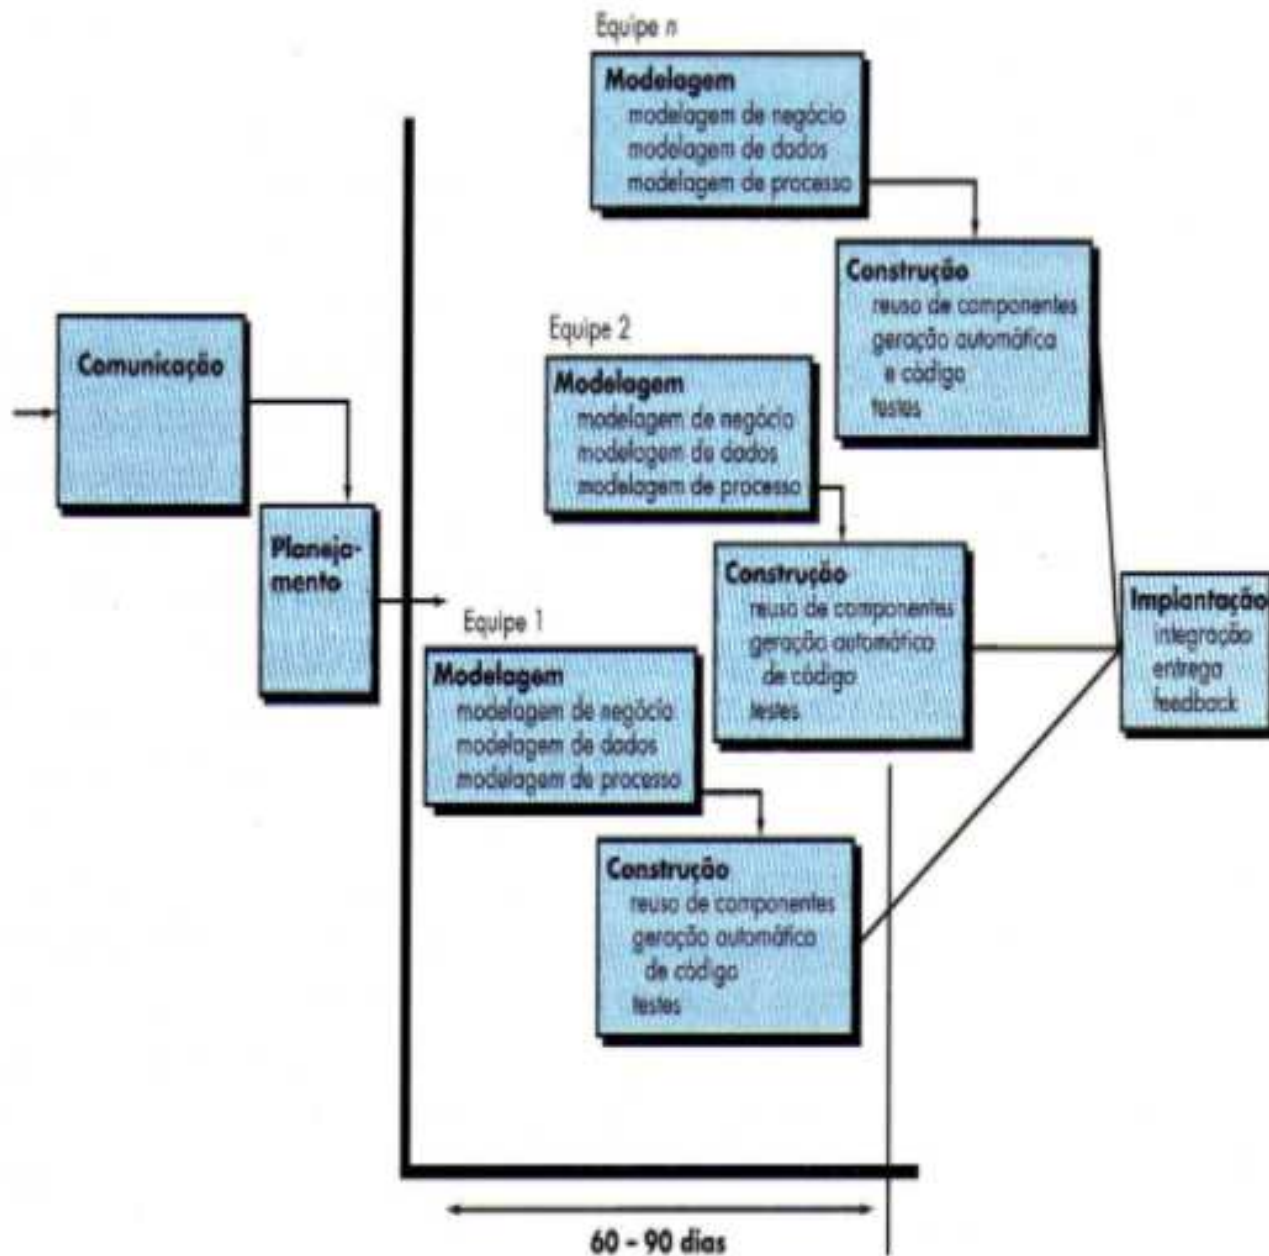 Equipe n
Modelagem
modelagem de negócio
modelagem de dados
modelagem de processo
Construção
reuso de componentes
geração automática
e código
testes
Equipe 2
Modelagem
modelagem de negócio
modelagem de dados
modelagem de processo
Construção
reuso de componentes
geração automática
de código
testes
Comunicação
Planeja-
mento
Equipe 1
Modelagem
modelagem de negócio
modelagem de dados
modelagem de processo
Construção
reuso de componentes
geração automática
de código
testes
Implantação
integração
entrega
feedback
60 – 90 dias